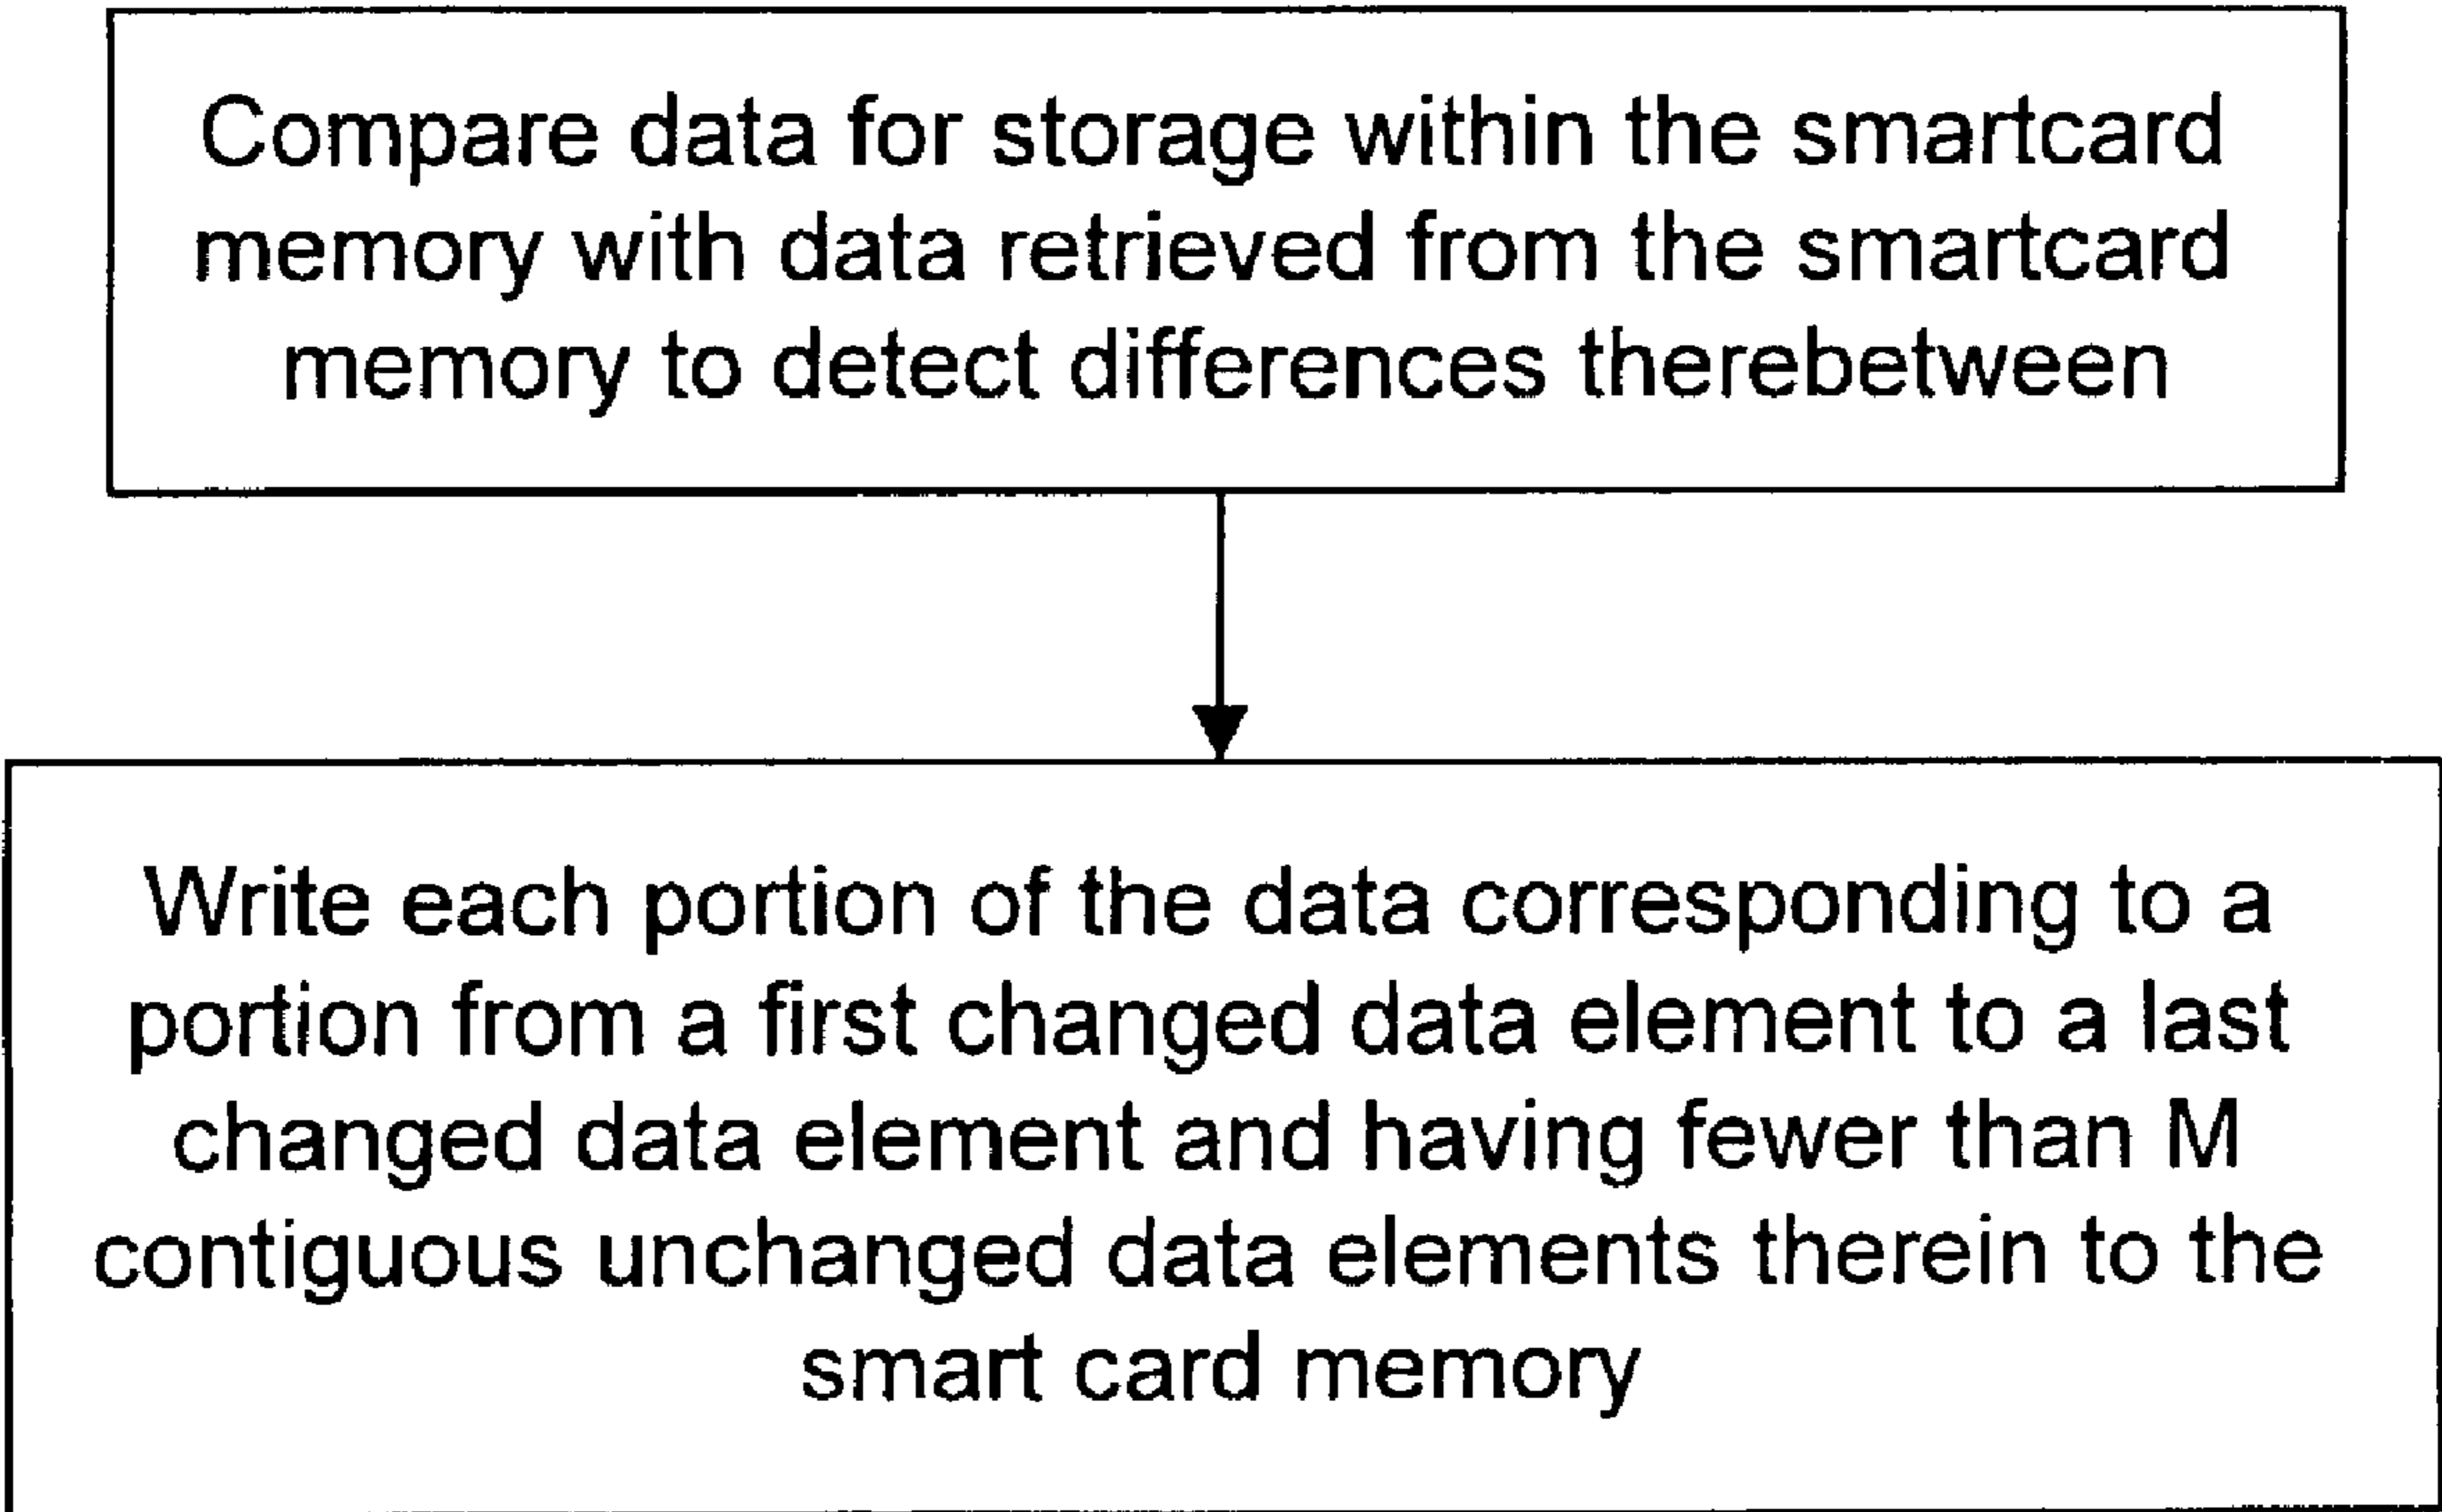 Compare data for storage within the smartcard
memory with data retrieved from the smartcard
memory to detect differences therebetween
Write each portion of the data corresponding to a
portion from a first changed data element to a last
changed data element and having fewer than M
contiguous unchanged data elements therein to the
smart card memory